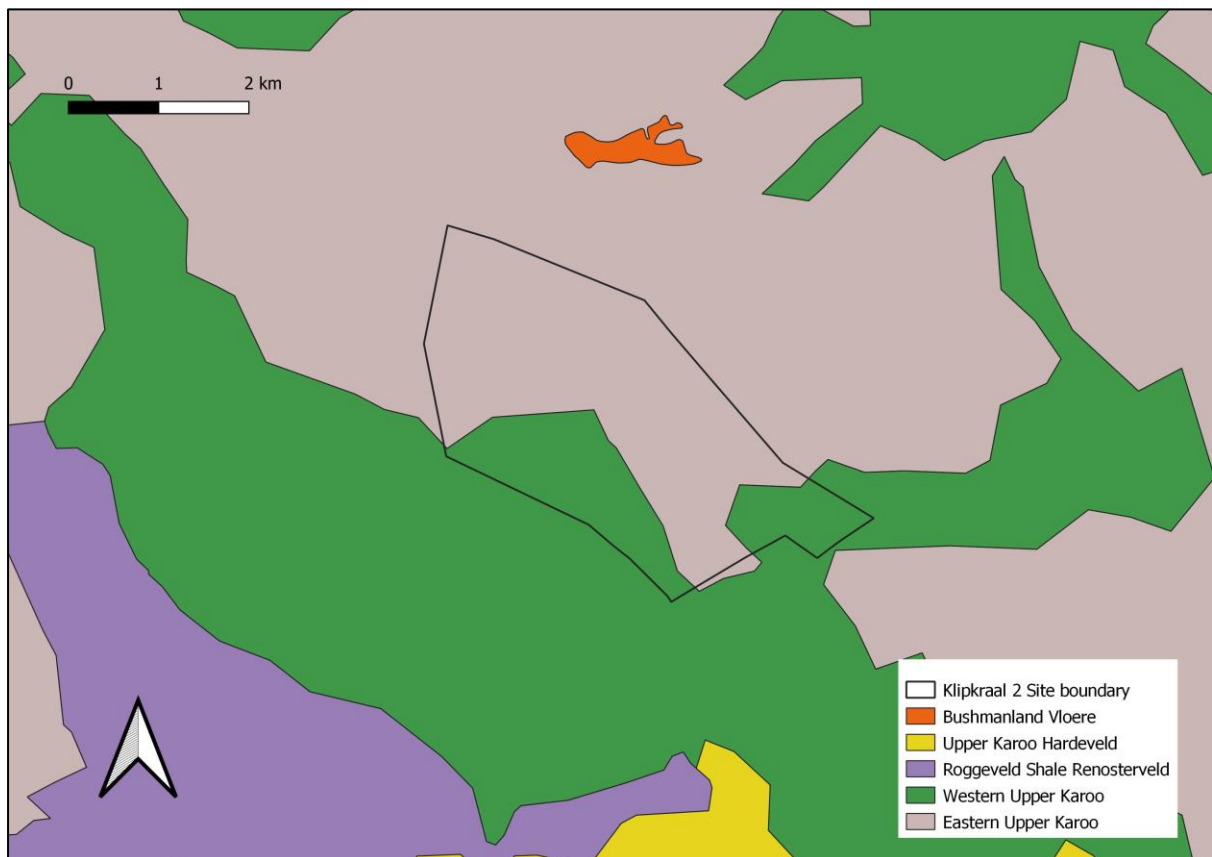 0 1 2 km
Klipkraal 2 Site boundary
Bushmanland Vloere
Upper Karoo Hardeveld
Roggeveld Shale Renosterveld
Western Upper Karoo
Eastern Upper Karoo